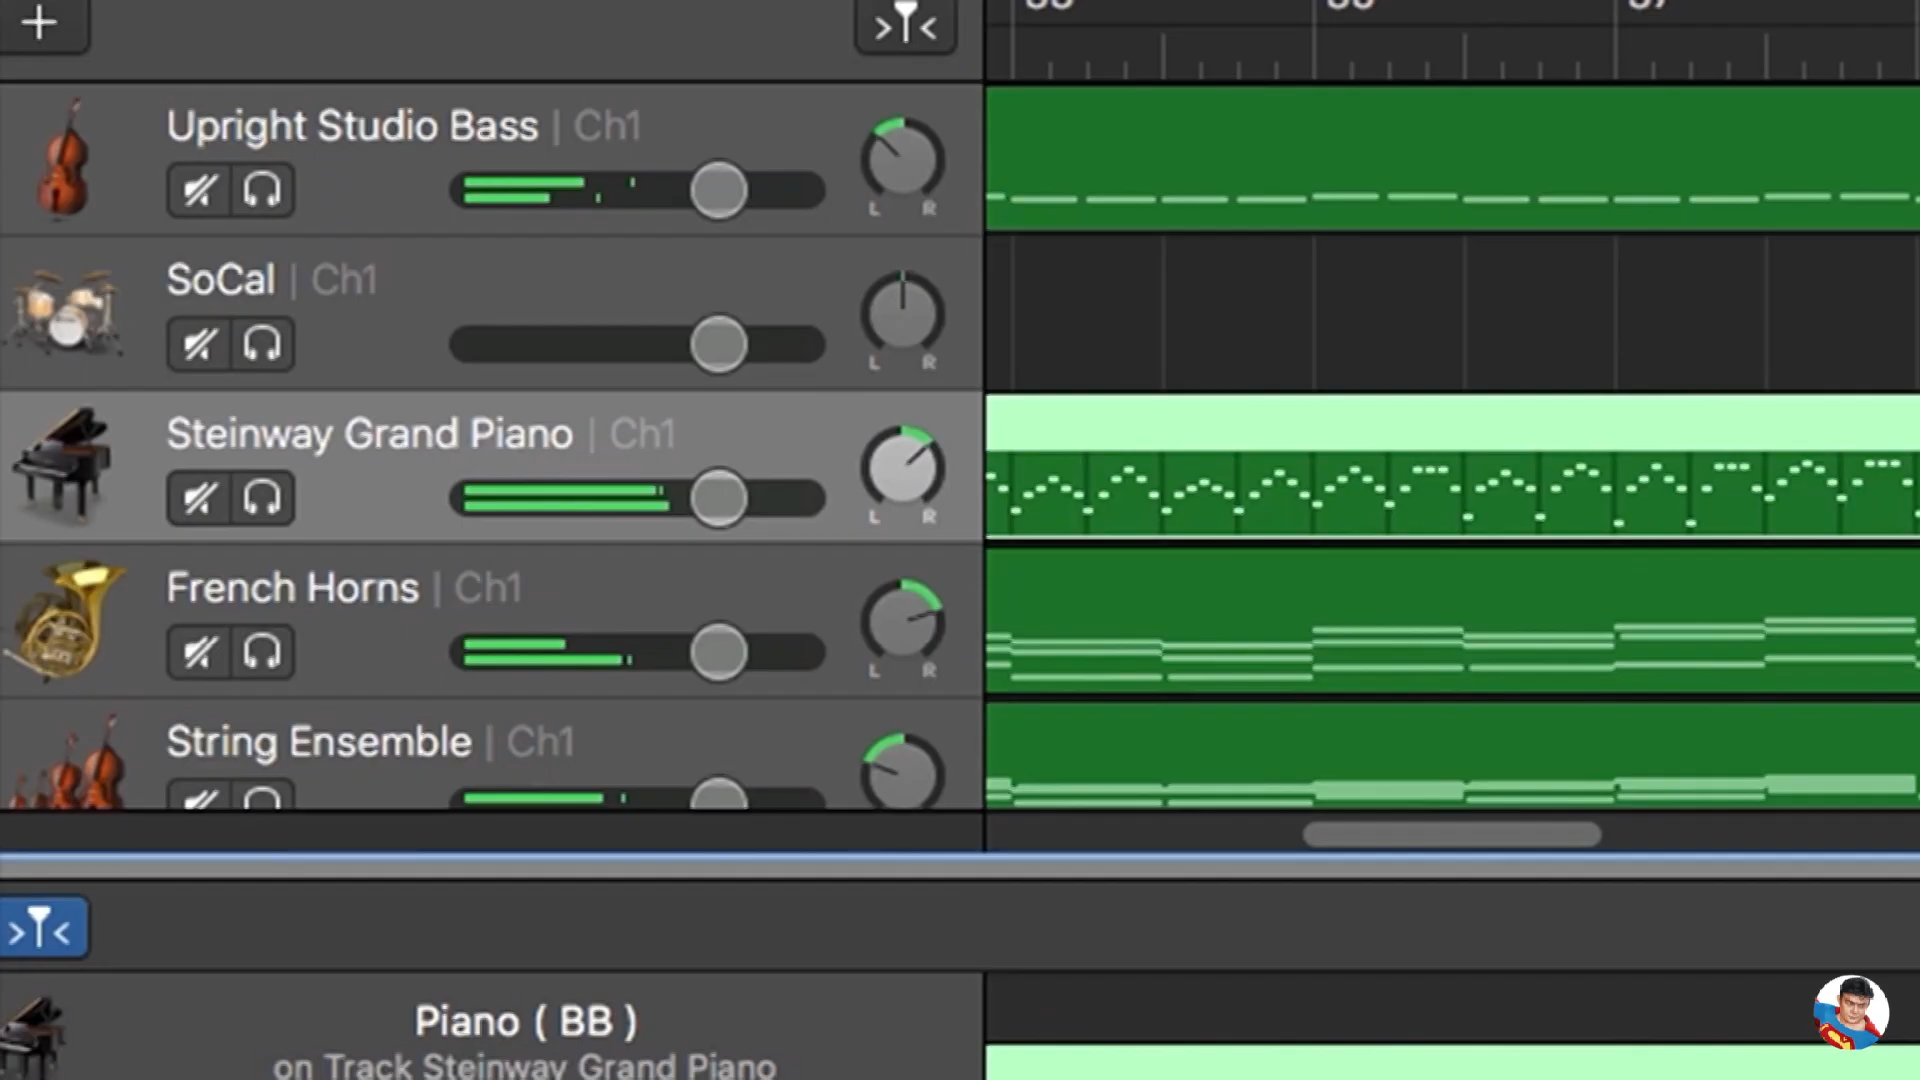 Upright Studio Bass | Ch1
L R
SoCal | Ch1
L R
Steinway Grand Piano | Ch1
L R
French Horns | Ch1
L R
String Ensemble | Ch1
Piano ( BB )
on Track Steinway Grand Piano